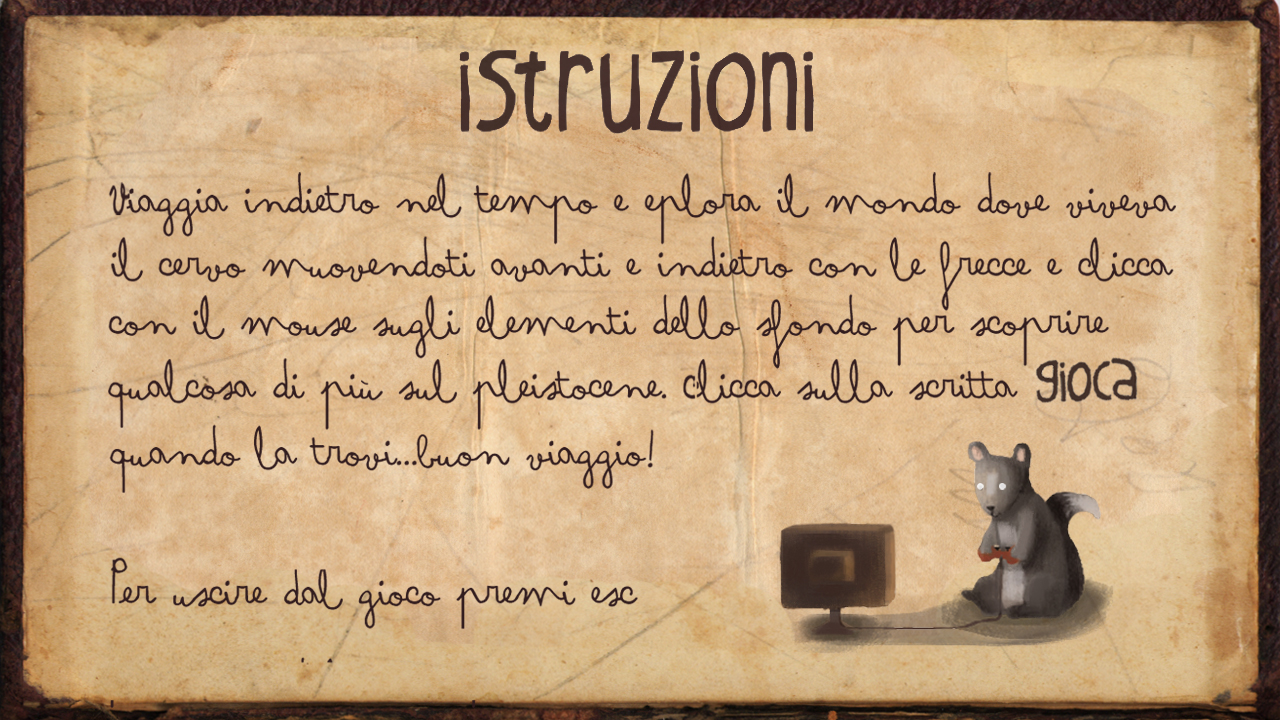 istruzioni
Viaggia indietro nel tempo e eplora il mondo dove viveva
il cervo muovendoti avanti e indietro con le frecce e clicca
con il mouse sugli elementi dello sfondo per scoprire
qualcosa di più sul pleistocene. Clicca sulla scritta gioca
quando la trovi...buon viaggio!
Per uscire dal gioco premi esc